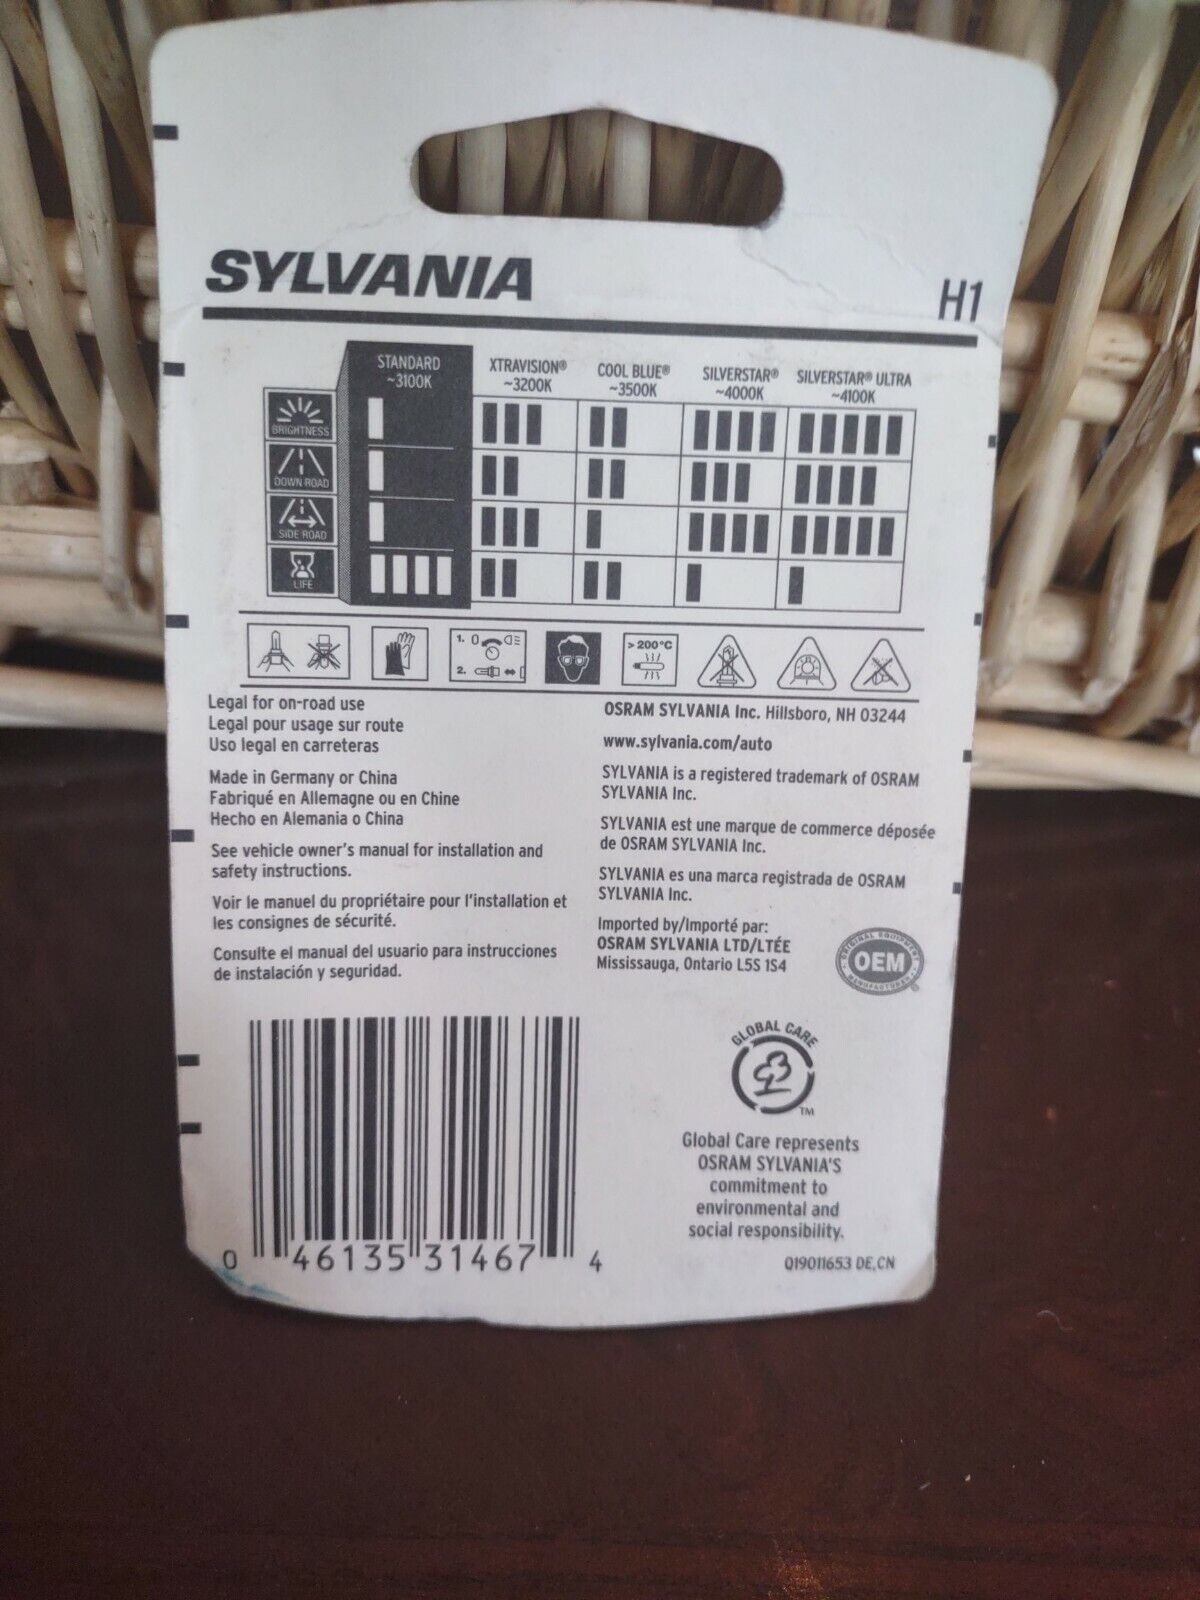 SYLVANIA
H1
STANDARD
~3100K
XTRAVISION®
~3200K
COOL BLUE®
~3500K
SILVERSTAR®
~4000K
SILVERSTAR® ULTRA
~4100K
BRIGHTNESS
DOWN ROAD
SIDE ROAD
LIFE
1. 0
2.
> 200°C
Legal for on-road use
Legal pour usage sur route
Uso legal en carreteras
Made in Germany or China
Fabriqué en Allemagne ou en Chine
Hecho en Alemania o China
See vehicle owner's manual for installation and
safety instructions.
Voir le manuel du propriétaire pour l'installation et
les consignes de sécurité.
Consulte el manual del usuario para instrucciones
de instalación y seguridad.
OSRAM SYLVANIA Inc. Hillsboro, NH 03244
www.sylvania.com/auto
SYLVANIA is a registered trademark of OSRAM
SYLVANIA Inc.
SYLVANIA est une marque de commerce déposée
de OSRAM SYLVANIA Inc.
SYLVANIA es una marca registrada de OSRAM
SYLVANIA Inc.
Imported by/Importé par:
OSRAM SYLVANIA LTD/LTÉE
Mississauga, Ontario L5S 1S4
ORIGINAL EQUIPMENT
OEM
MANUFACTURER
®
GLOBAL CARE
TM
Global Care represents
OSRAM SYLVANIA'S
commitment to
environmental and
social responsibility.
0 46135 31467 4
019011653 DE,CN